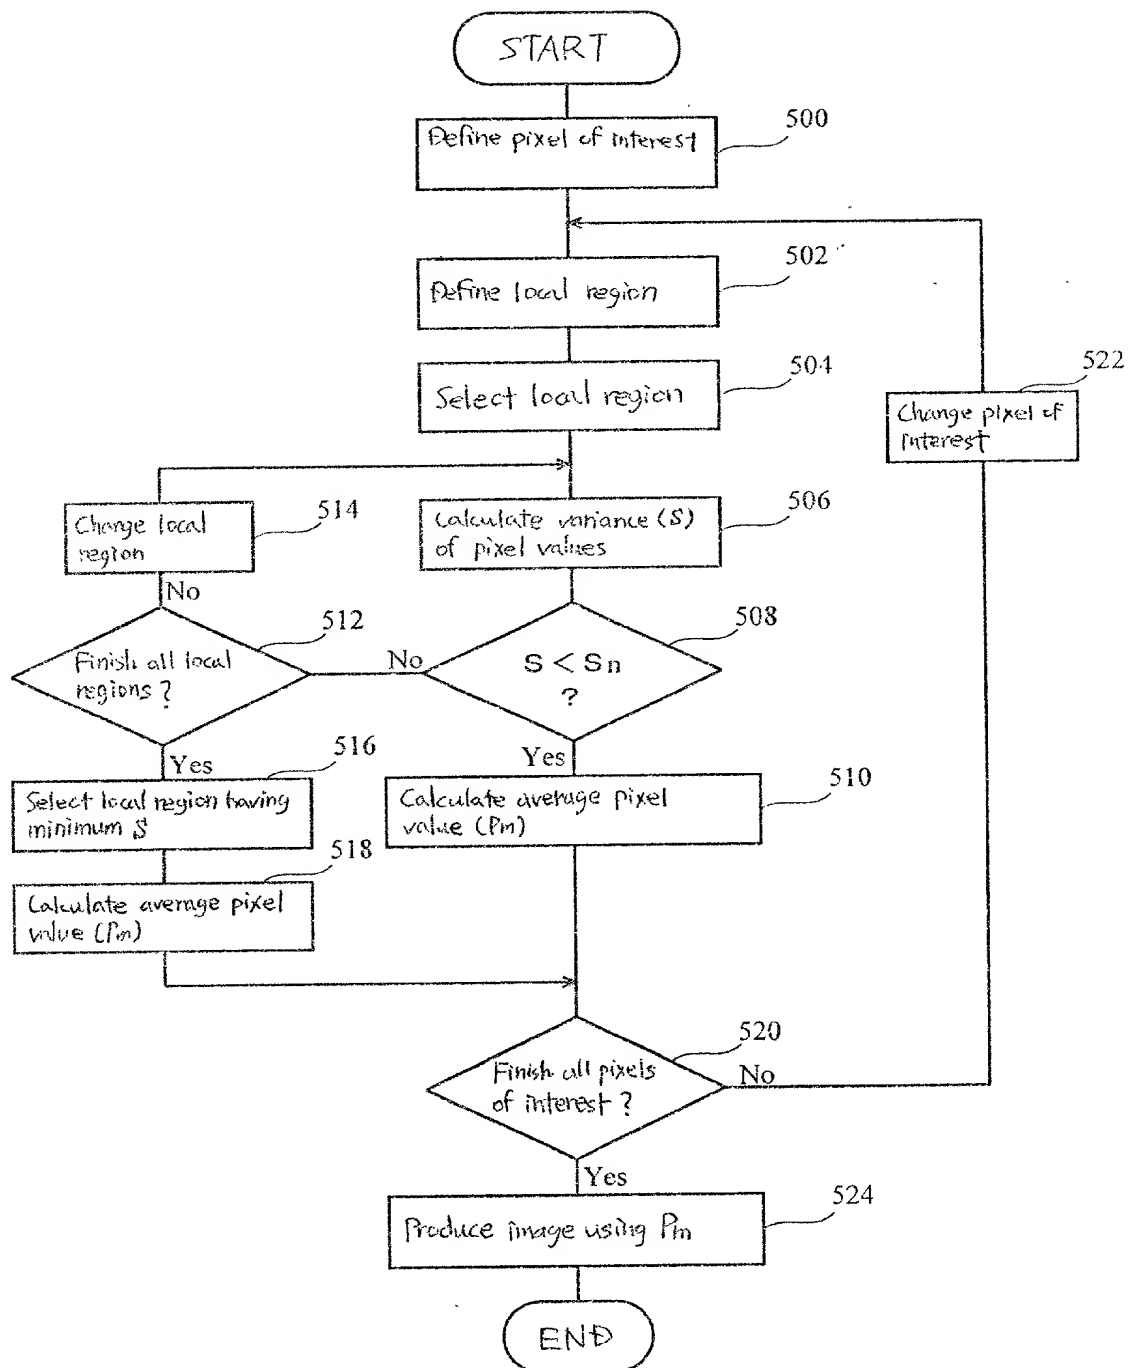 START
500
Define pixel of interest
502
Define local region
504
Select local region
522
Change pixel of
interest
514
Change local
region
506
Calculate variance (S)
of pixel values
No
512
Finish all local
regions?
No
508
S < Sn
?
Yes
516
Select local region having
minimum S
Yes
510
Calculate average pixel
value (Pm)
518
Calculate average pixel
value (Pm)
520
Finish all pixels
of interest?
No
Yes
524
Produce image using Pm
END